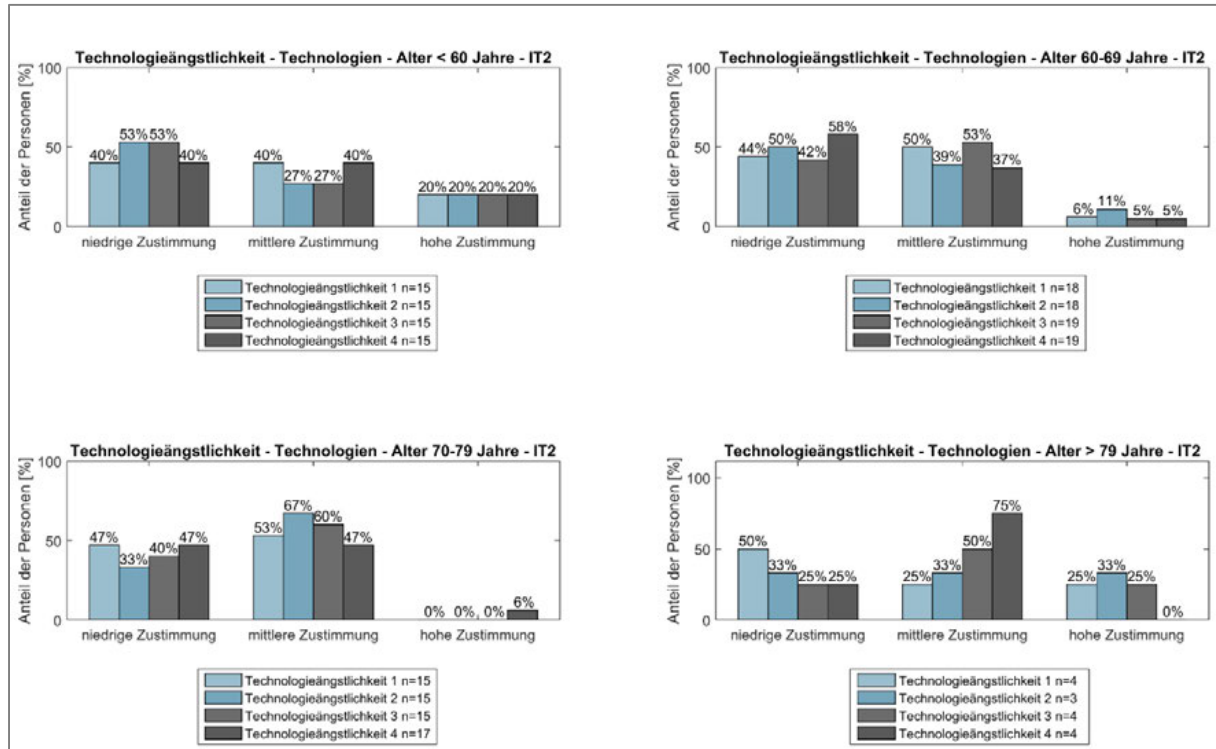 Technologieängstlichkeit - Technologien - Alter < 60 Jahre - IT2
Anteil der Personen [%]
100
50
0
40% 53% 53% 40%
40% 27% 27% 40%
20% 20% 20% 20%
niedrige Zustimmung mittlere Zustimmung hohe Zustimmung
Technologieängstlichkeit 1 n=15
Technologieängstlichkeit 2 n=15
Technologieängstlichkeit 3 n=15
Technologieängstlichkeit 4 n=15
Technologieängstlichkeit - Technologien - Alter 60-69 Jahre - IT2
Anteil der Personen [%]
100
50
0
44% 50% 42% 58%
50% 39% 53% 37%
6% 11% 5% 5%
niedrige Zustimmung mittlere Zustimmung hohe Zustimmung
Technologieängstlichkeit 1 n=18
Technologieängstlichkeit 2 n=18
Technologieängstlichkeit 3 n=19
Technologieängstlichkeit 4 n=19
Technologieängstlichkeit - Technologien - Alter 70-79 Jahre - IT2
Anteil der Personen [%]
100
50
0
47% 33% 40% 47%
53% 67% 60% 47%
0% 0% 0% 6%
niedrige Zustimmung mittlere Zustimmung hohe Zustimmung
Technologieängstlichkeit 1 n=15
Technologieängstlichkeit 2 n=15
Technologieängstlichkeit 3 n=15
Technologieängstlichkeit 4 n=17
Technologieängstlichkeit - Technologien - Alter > 79 Jahre - IT2
Anteil der Personen [%]
100
50
0
50% 33% 25% 25%
25% 33% 50% 75%
25% 33% 25% 0%
niedrige Zustimmung mittlere Zustimmung hohe Zustimmung
Technologieängstlichkeit 1 n=4
Technologieängstlichkeit 2 n=3
Technologieängstlichkeit 3 n=4
Technologieängstlichkeit 4 n=4